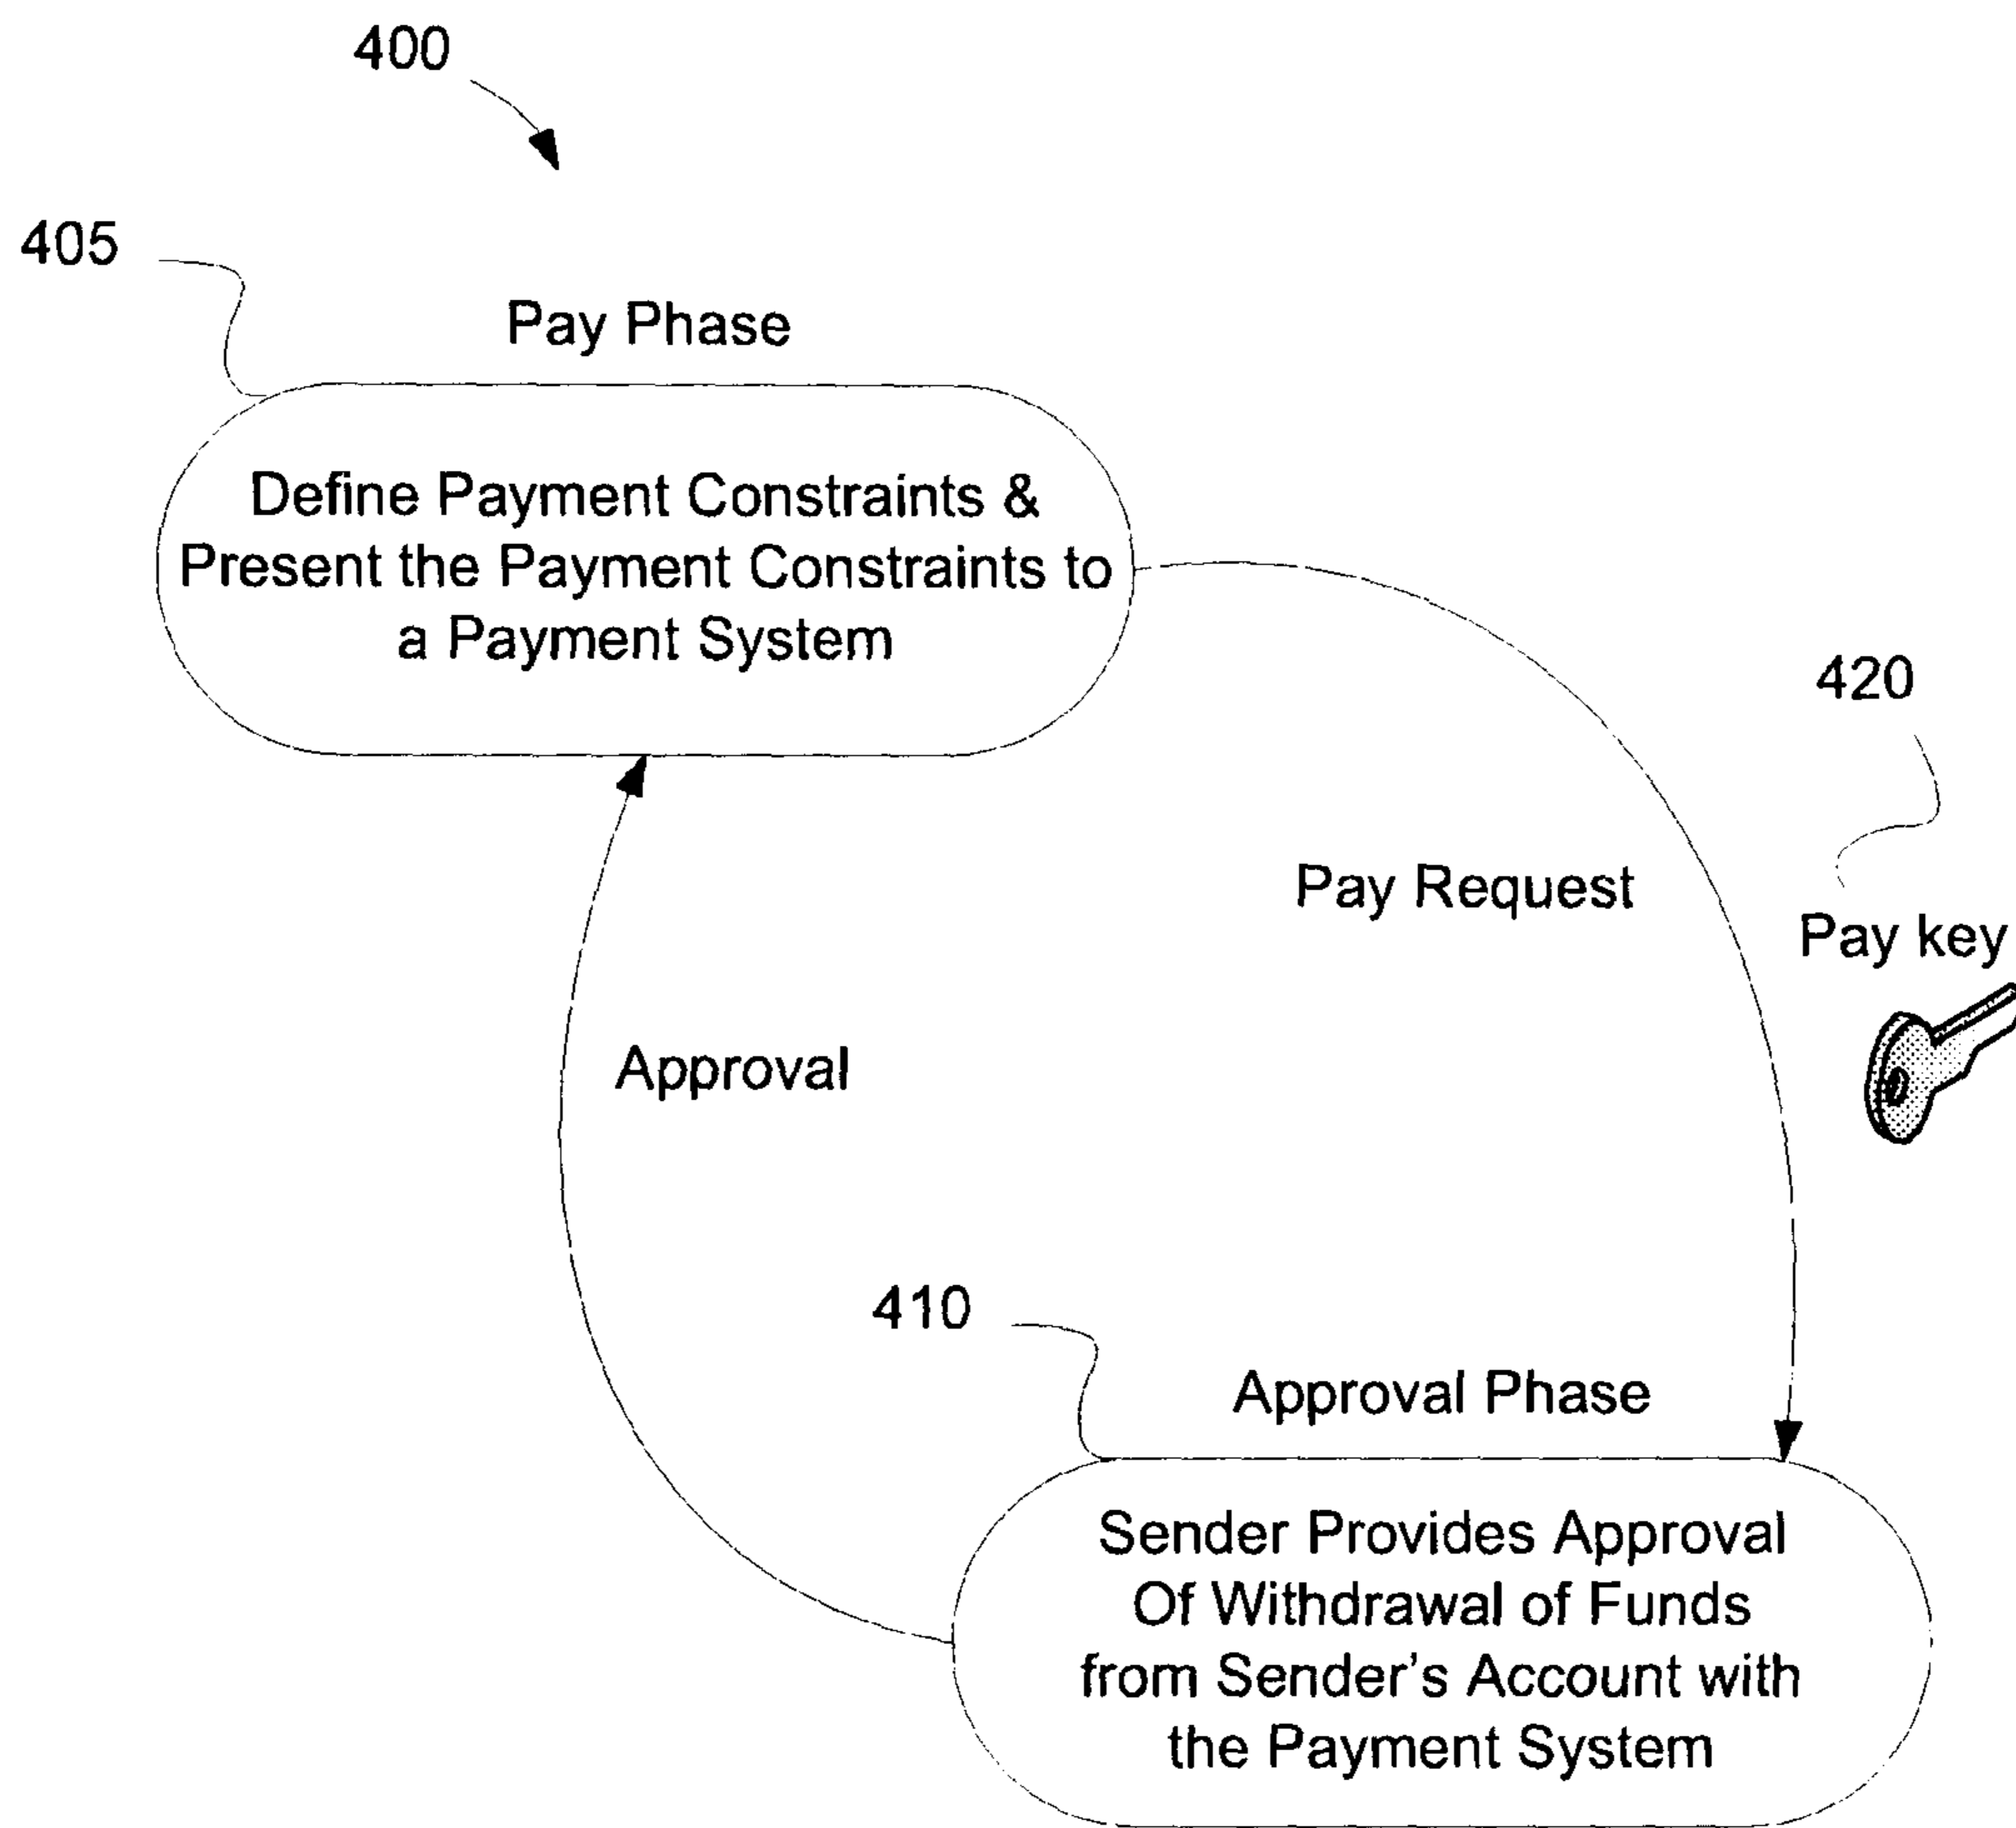 400
405
Pay Phase
Define Payment Constraints &
Present the Payment Constraints to
a Payment System
420
Pay Request
Pay key
Approval
410
Approval Phase
Sender Provides Approval
Of Withdrawal of Funds
from Sender's Account with
the Payment System